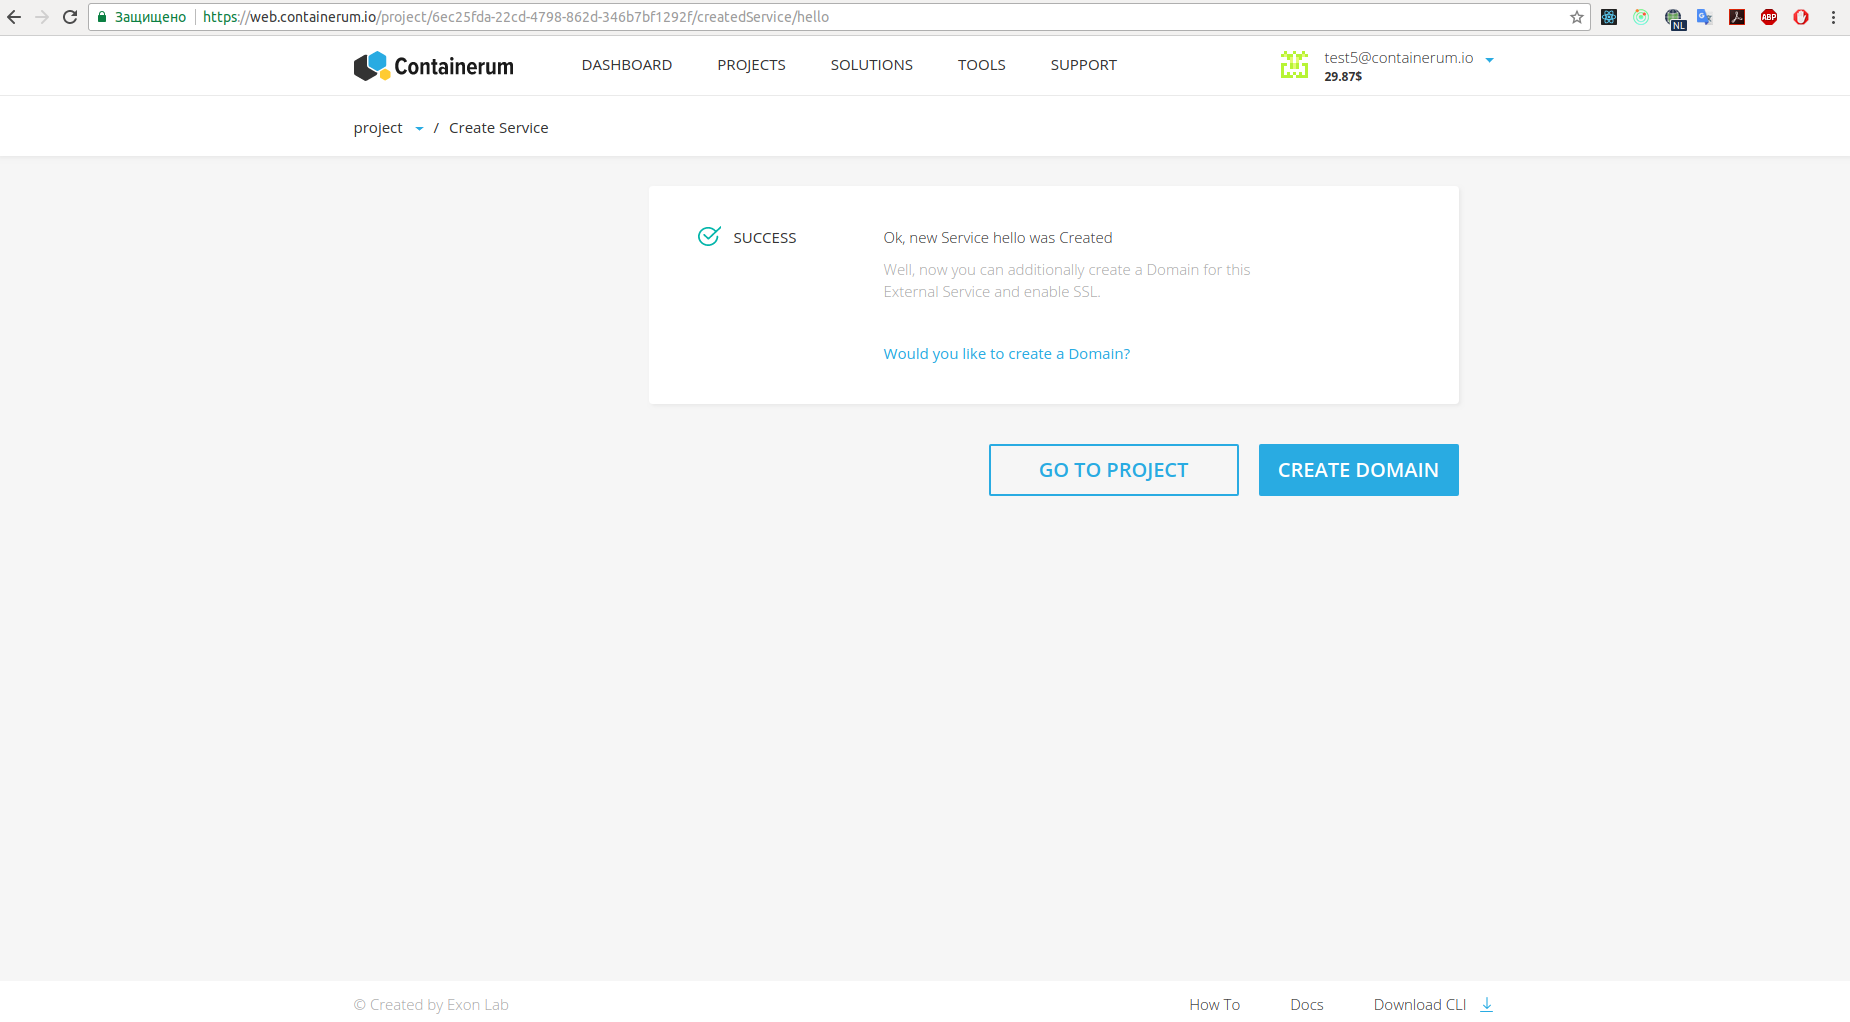 Защищено
https://web.containerum.io/project/6ec25fda-22cd-4798-862d-346b7bf1292f/createdService/hello
NL
ABP
Containerum
DASHBOARD
PROJECTS
SOLUTIONS
TOOLS
SUPPORT
test5@containerum.io
29.87$
project / Create Service
SUCCESS
Ok, new Service hello was Created
Well, now you can additionally create a Domain for this
External Service and enable SSL.
Would you like to create a Domain?
GO TO PROJECT
CREATE DOMAIN
© Created by Exon Lab
How To
Docs
Download CLI